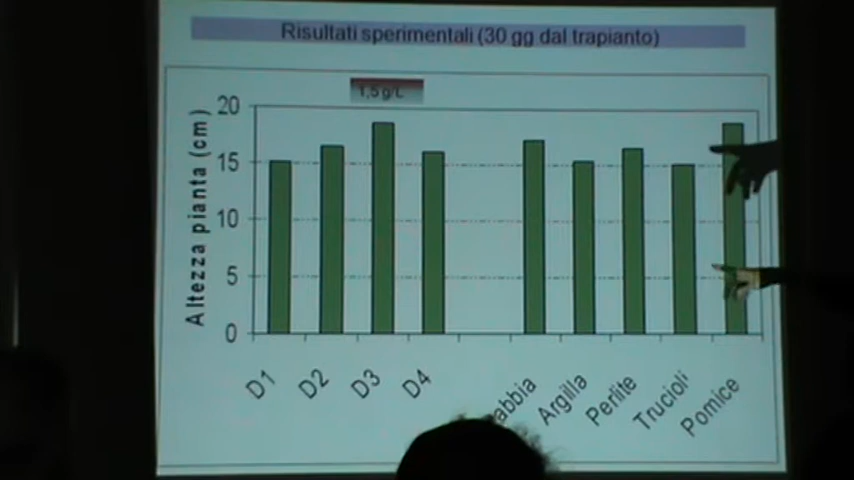 Risultati sperimentali (30 gg dal trapianto)
1,5 g/L
Altezza pianta (cm)
20
15
10
5
0
D1
D2
D3
D4
abbia
Argilla
Perlite
Trucioli
Pomice